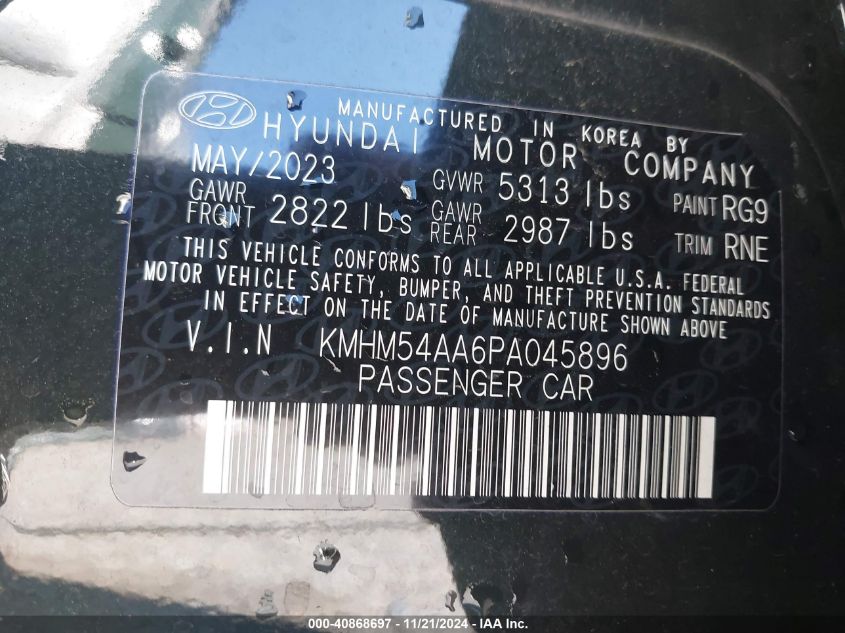 MANUFACTURED IN KOREA BY
HYUNDAI MOTOR COMPANY
MAY/2023 GVWR 5313 lbs PAINT RG9
GAWR FRONT 2822 lbs GAWR REAR 2987 lbs TRIM RNE
THIS VEHICLE CONFORMS TO ALL APPLICABLE U.S.A. FEDERAL
MOTOR VEHICLE SAFETY, BUMPER, AND THEFT PREVENTION STANDARDS
IN EFFECT ON THE DATE OF MANUFACTURE SHOWN ABOVE
V.I.N KMHM54AA6PA045896
PASSENGER CAR
000-40868697 - 11/21/2024 - IAA Inc.